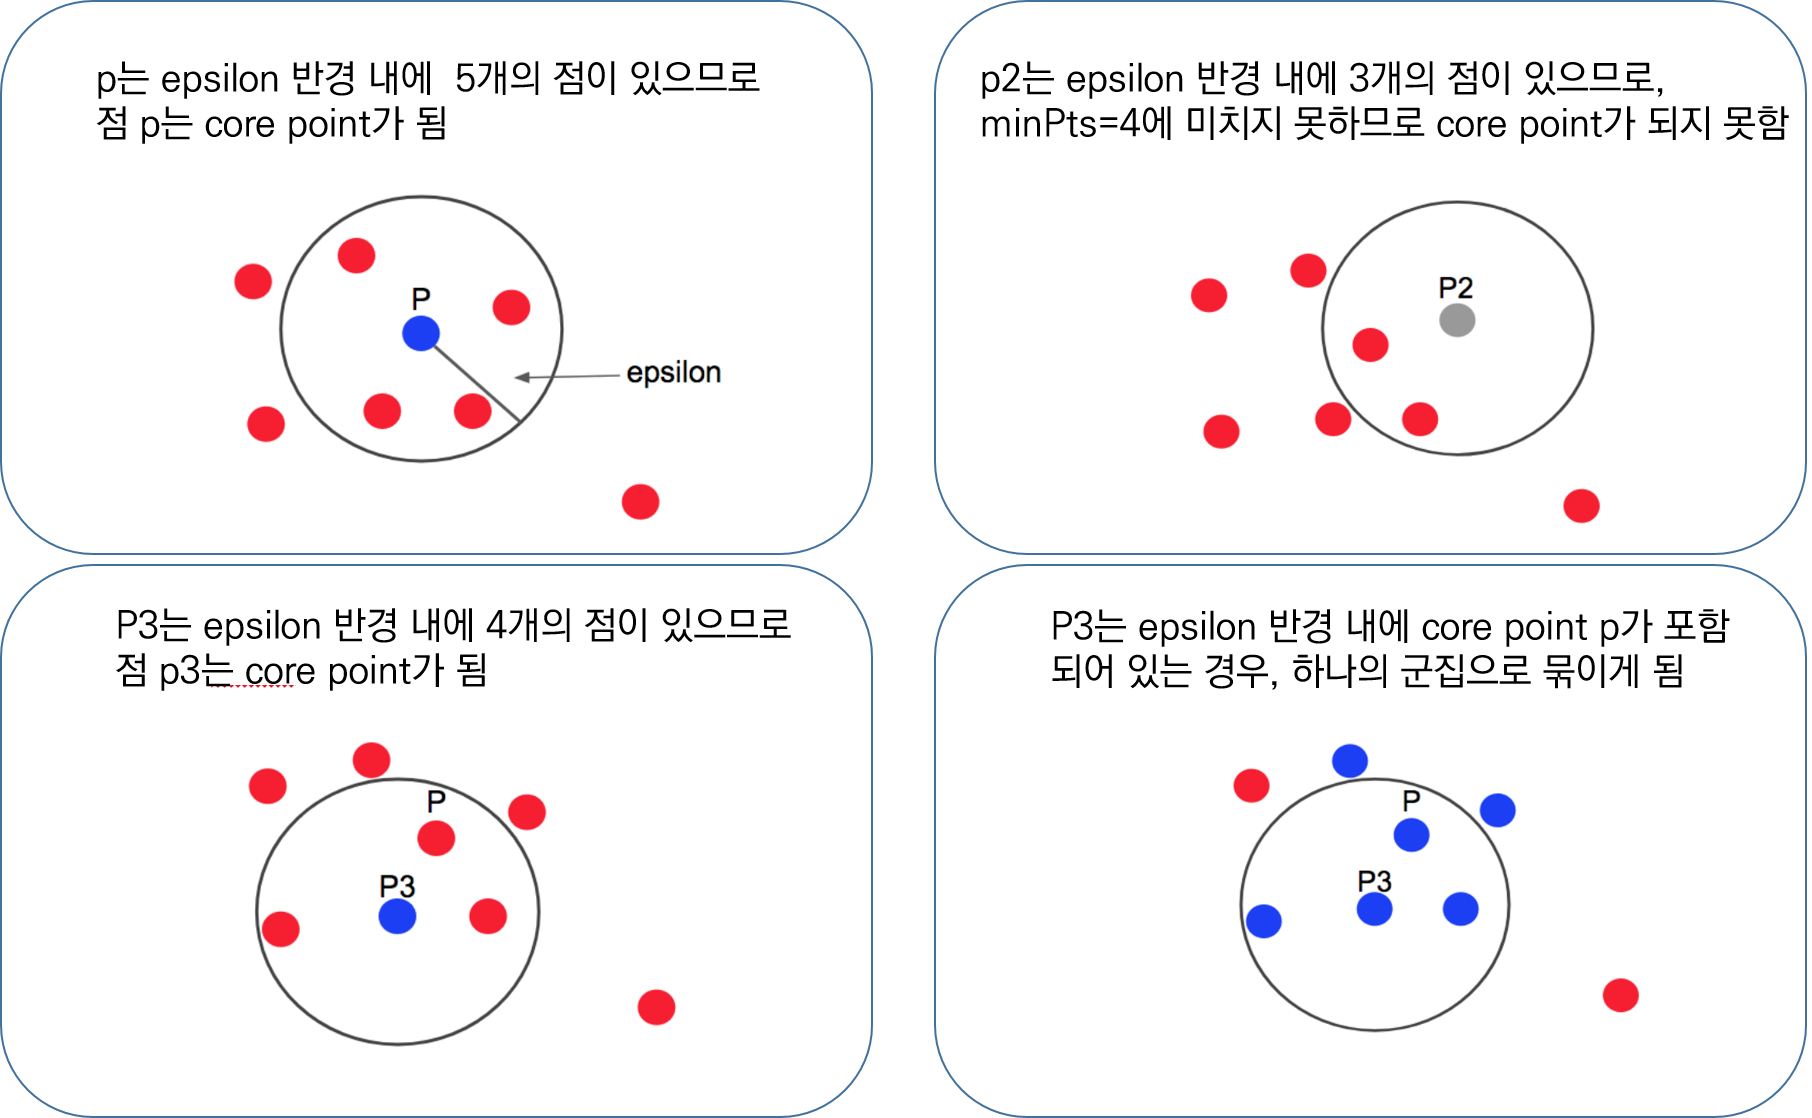 p는 epsilon 반경 내에  5개의 점이 있으므로
점 p는 core point가 됨
P
epsilon
p2는 epsilon 반경 내에 3개의 점이 있으므로,
minPts=4에 미치지 못하므로 core point가 되지 못함
P2
P3는 epsilon 반경 내에 4개의 점이 있으므로
점 p3는 core point가 됨
P
P3
P3는 epsilon 반경 내에 core point p가 포함
되어 있는 경우, 하나의 군집으로 묶이게 됨
P
P3